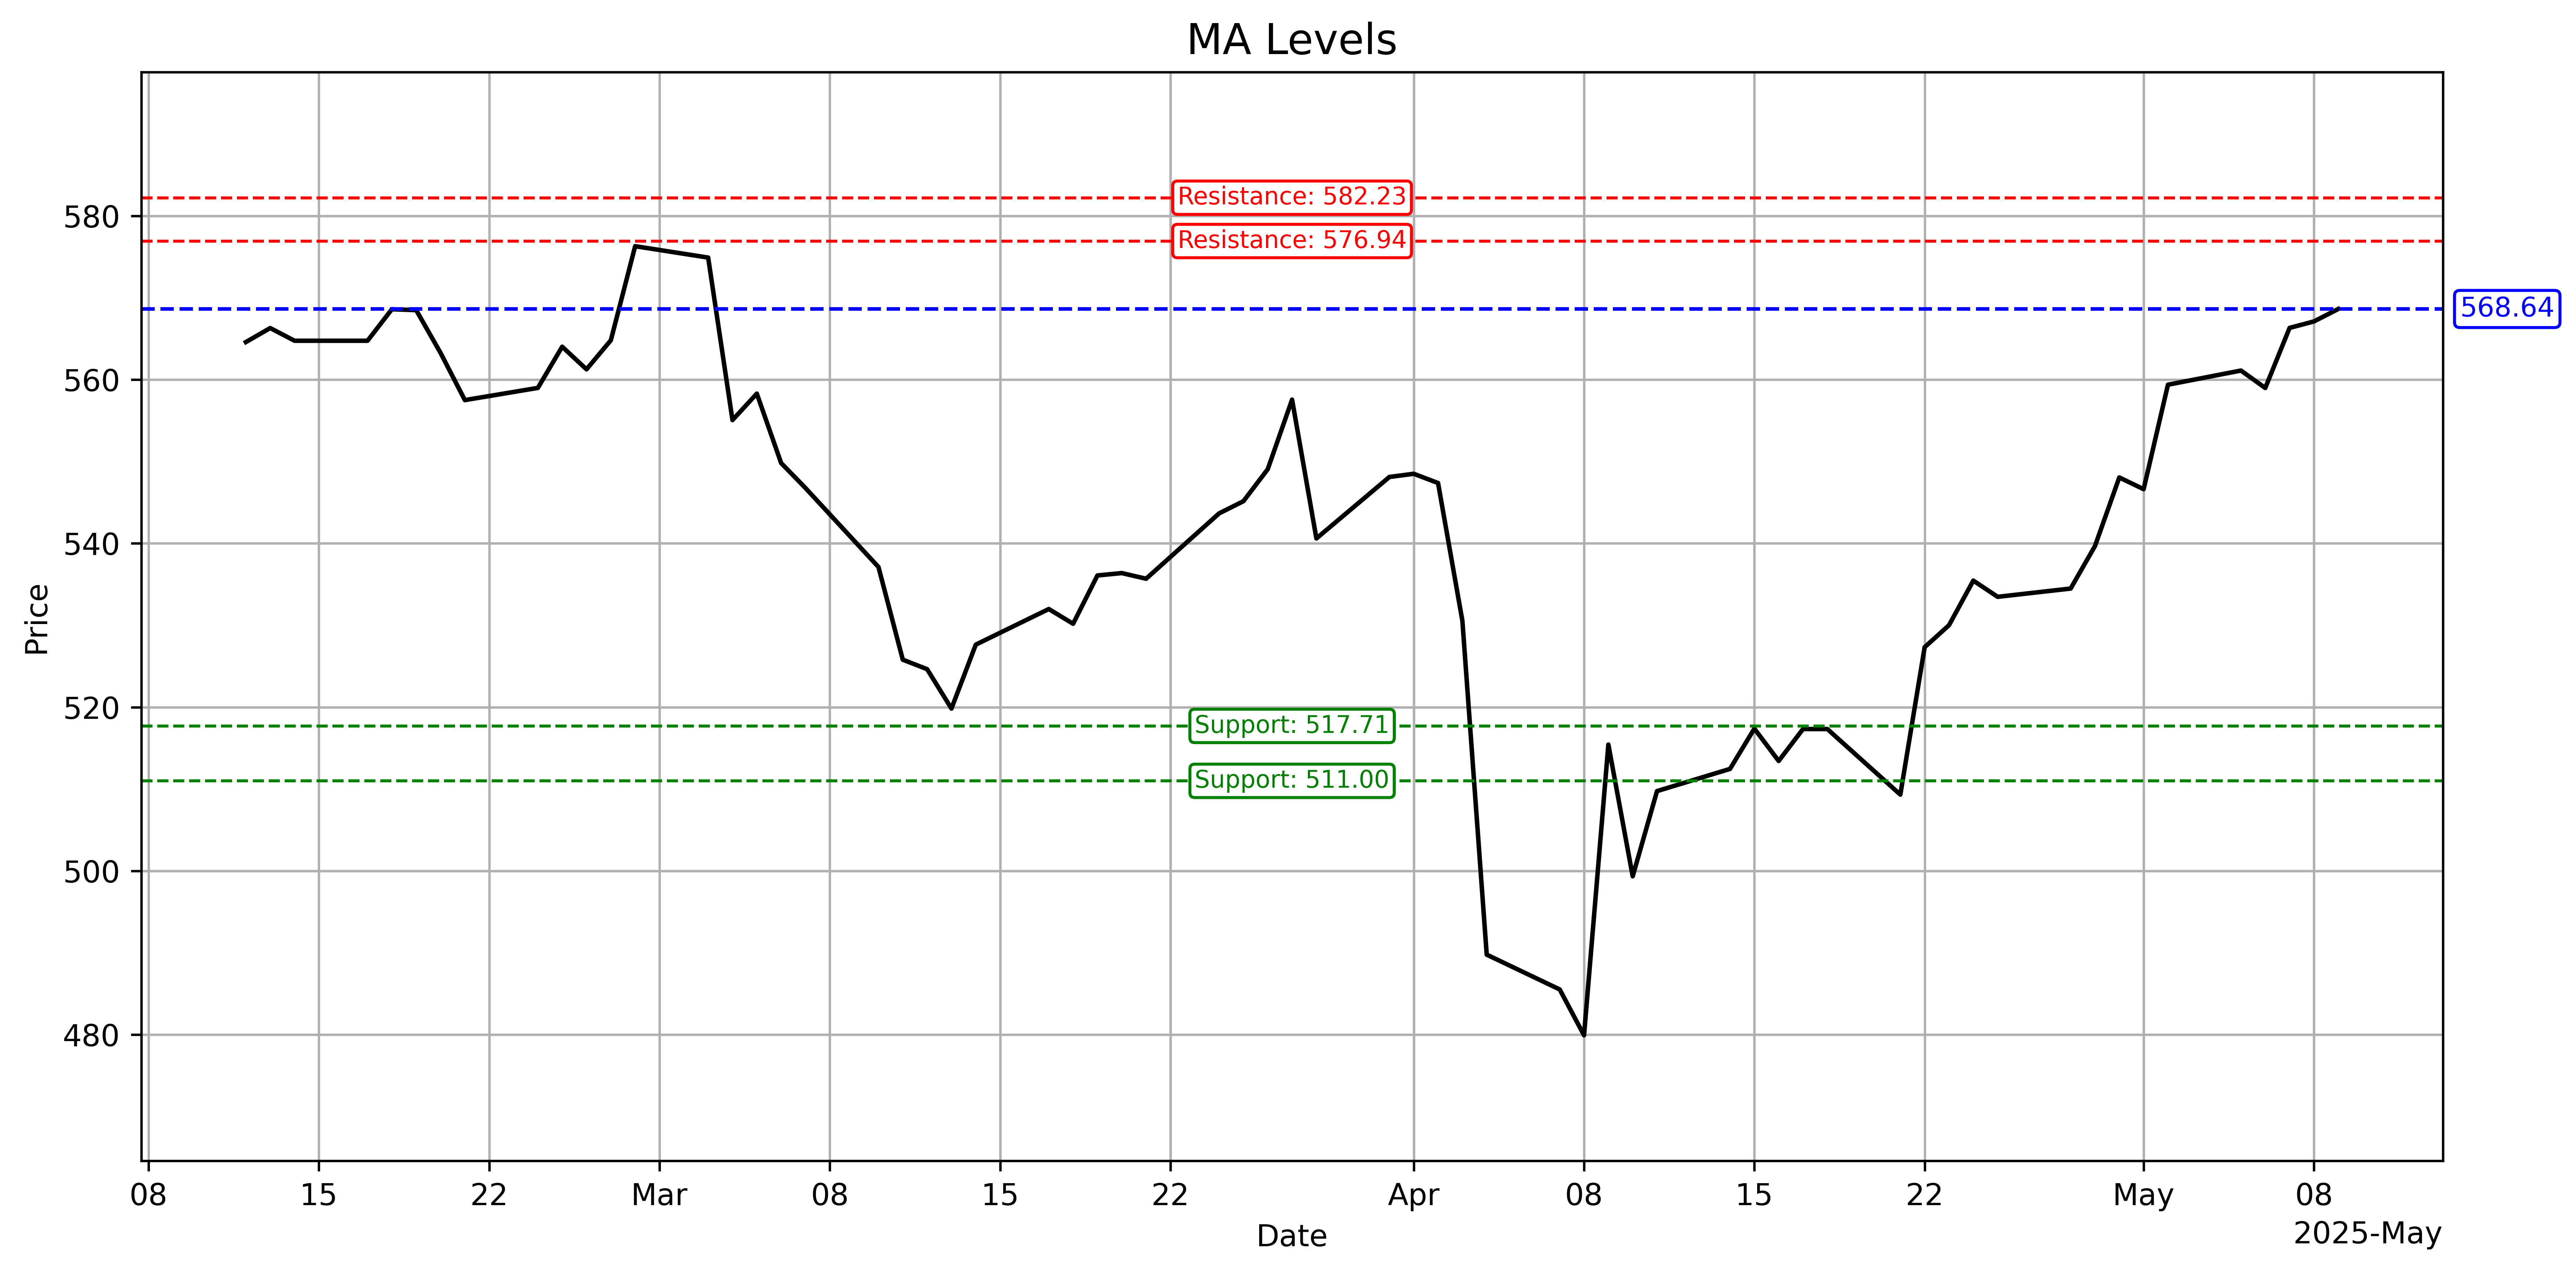 MA Levels
Price
580
560
540
520
500
480
Resistance: 582.23
Resistance: 576.94
568.64
Support: 517.71
Support: 511.00
08 15 22 Mar 08 15 22 Apr 08 15 22 May 08
Date
2025-May